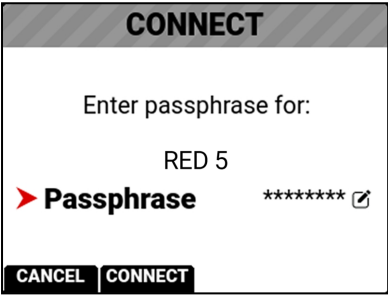 CONNECT
Enter passphrase for:
RED 5
Passphrase ********
CANCEL CONNECT